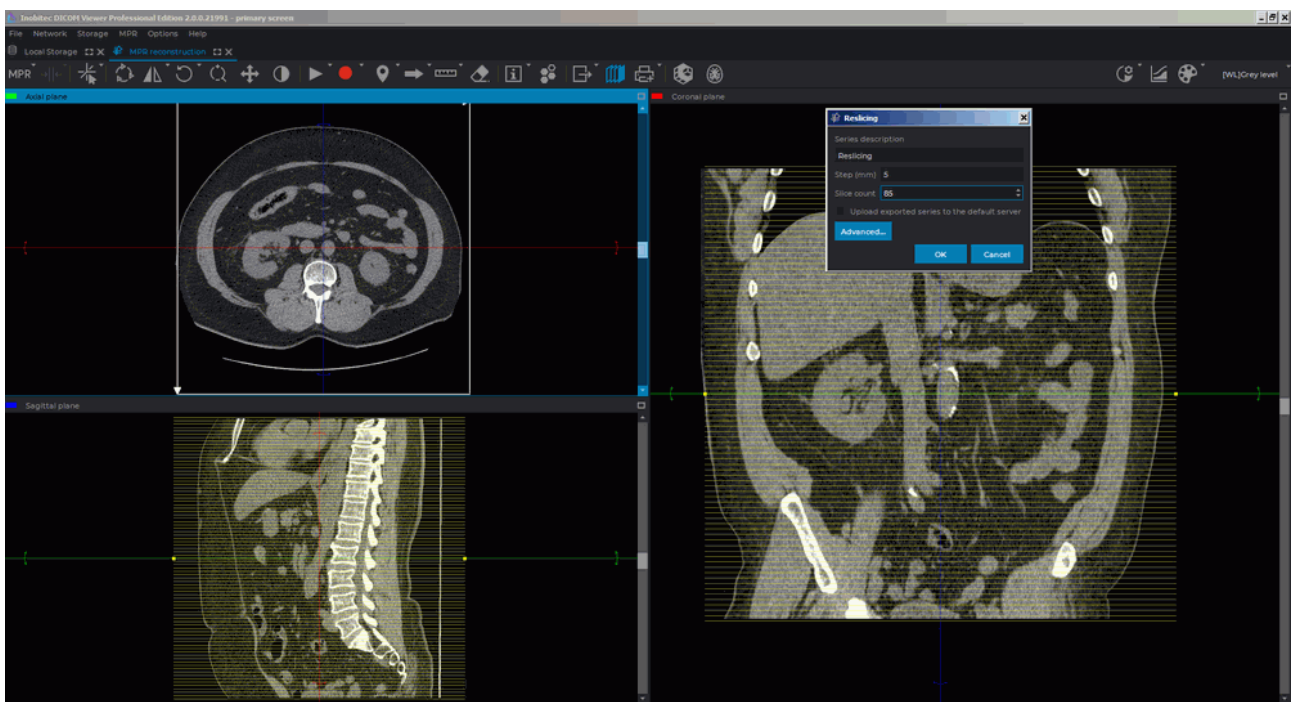 Inobitec DICOM Viewer Professional Edition 2.0.0.21991 - primary screen
File Network Storage MPR Options Help
Local Storage MPR reconstruction
MPR [WL]Grey level
Axial plane
Coronal plane
Reslicing
Series description
Reslicing
Step (mm) 5
Slice count 85
Upload exported series to the default server
Advanced...
OK Cancel
Sagittal plane